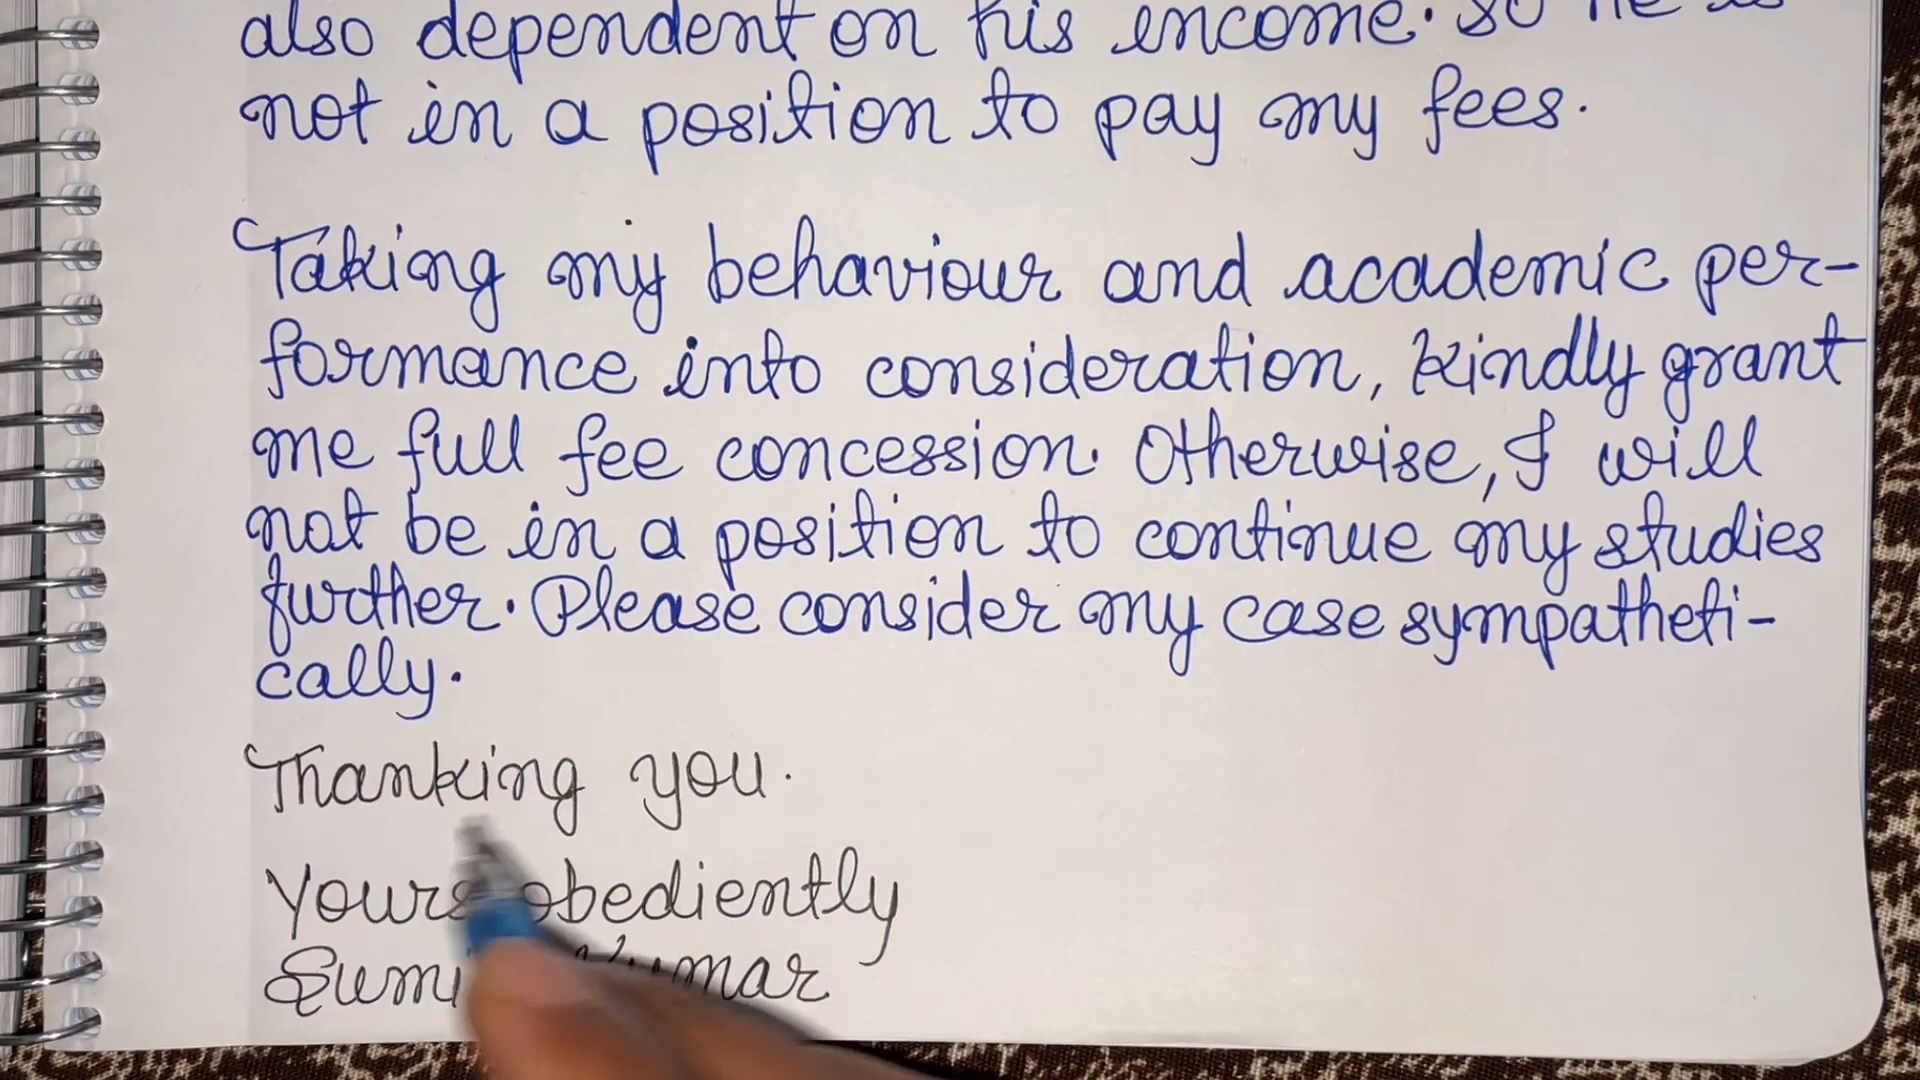 also dependent on his income. So he is
not in a position to pay my fees.
Taking my behaviour and academic per-
formance into consideration, kindly grant
me full fee concession. Otherwise, I will
not be in a position to continue my studies
further. Please consider my case sympatheti-
cally.
Thanking you.
Yours obediently
Kumar